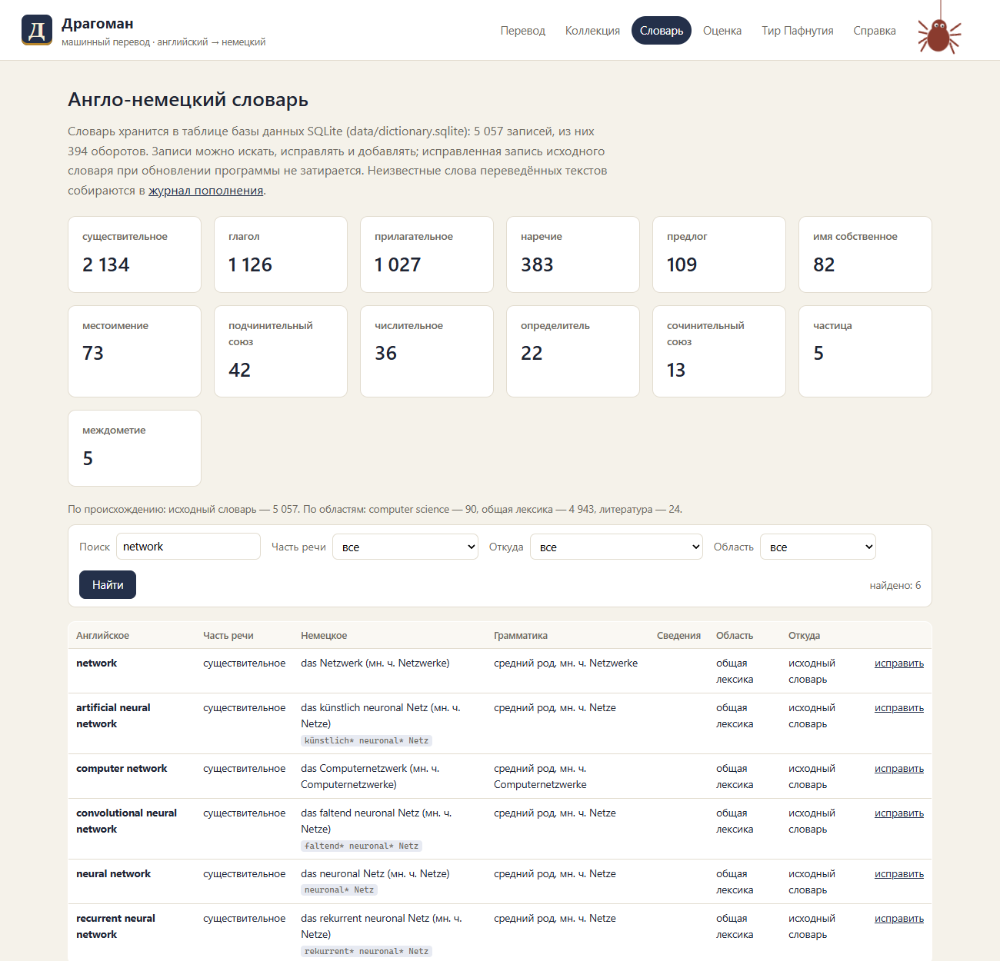 Д
Драгоман
машинный перевод · английский → немецкий
Перевод Коллекция Словарь Оценка Тир Пафнутия Справка
Англо-немецкий словарь
Словарь хранится в таблице базы данных SQLite (data/dictionary.sqlite): 5 057 записей, из них
394 оборотов. Записи можно искать, исправлять и добавлять; исправленная запись исходного
словаря при обновлении программы не затирается. Неизвестные слова переведённых текстов
собираются в журнал пополнения.
существительное глагол прилагательное наречие предлог имя собственное
2 134 1 126 1 027 383 109 82
местоимение подчинительный союз числительное определитель сочинительный союз частица
73 42 36 22 13 5
междометие
5
По происхождению: исходный словарь — 5 057. По областям: computer science — 90, общая лексика — 4 943, литература — 24.
Поиск network Часть речи все Откуда все Область все
Найти найдено: 6
Английское Часть речи Немецкое Грамматика Сведения Область Откуда
network существительное das Netzwerk (мн. ч. Netzwerke) средний род, мн. ч. Netzwerke общая исходный исправить
лексика словарь
artificial neural существительное das künstlich neuronal Netz (мн. ч. средний род, мн. ч. Netze общая исходный исправить
network Netze) лексика словарь
künstlich* neuronal* Netz
computer network существительное das Computernetzwerk (мн. ч. средний род, мн. ч. общая исходный исправить
Computernetzwerke) Computernetzwerke лексика словарь
convolutional neural существительное das faltend neuronal Netz (мн. ч. средний род, мн. ч. Netze общая исходный исправить
network Netze) лексика словарь
faltend* neuronal* Netz
neural network существительное das neuronal Netz (мн. ч. Netze) средний род, мн. ч. Netze общая исходный исправить
neuronal* Netz лексика словарь
recurrent neural существительное das rekurrent neuronal Netz (мн. ч. средний род, мн. ч. Netze общая исходный исправить
network Netze) лексика словарь
rekurrent* neuronal* Netz